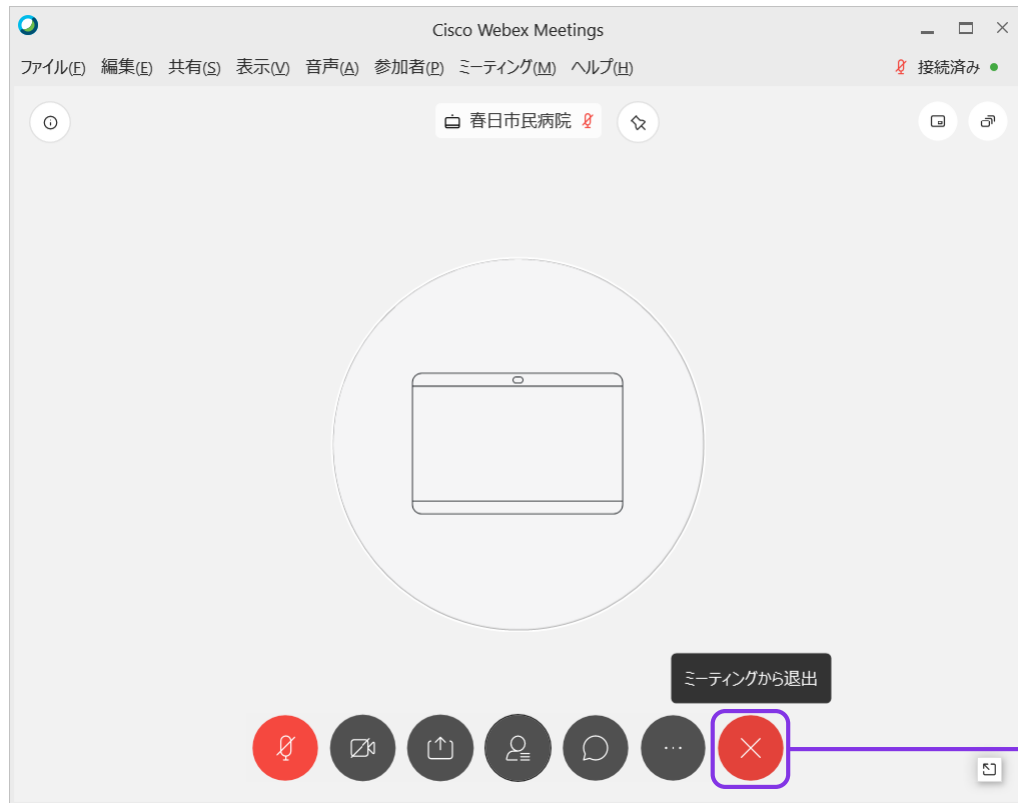 Cisco Webex Meetings
ファイル(F) 編集(E) 共有(S) 表示(V) 音声(A) 参加者(P) ミーティング(M) ヘルプ(H) 接続済み
春日市民病院
ミーティングから退出